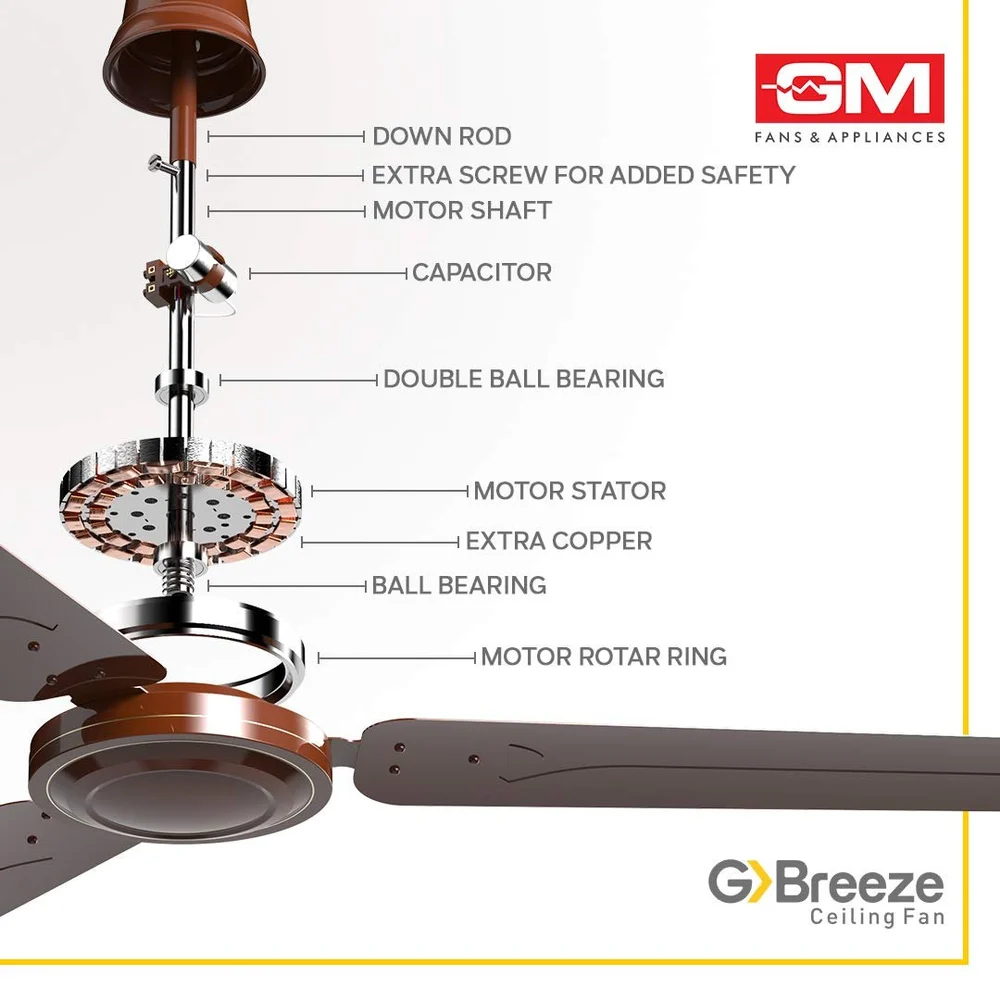 GM
FANS & APPLIANCES
DOWN ROD
EXTRA SCREW FOR ADDED SAFETY
MOTOR SHAFT
CAPACITOR
DOUBLE BALL BEARING
MOTOR STATOR
EXTRA COPPER
BALL BEARING
MOTOR ROTAR RING
G Breeze
Ceiling Fan